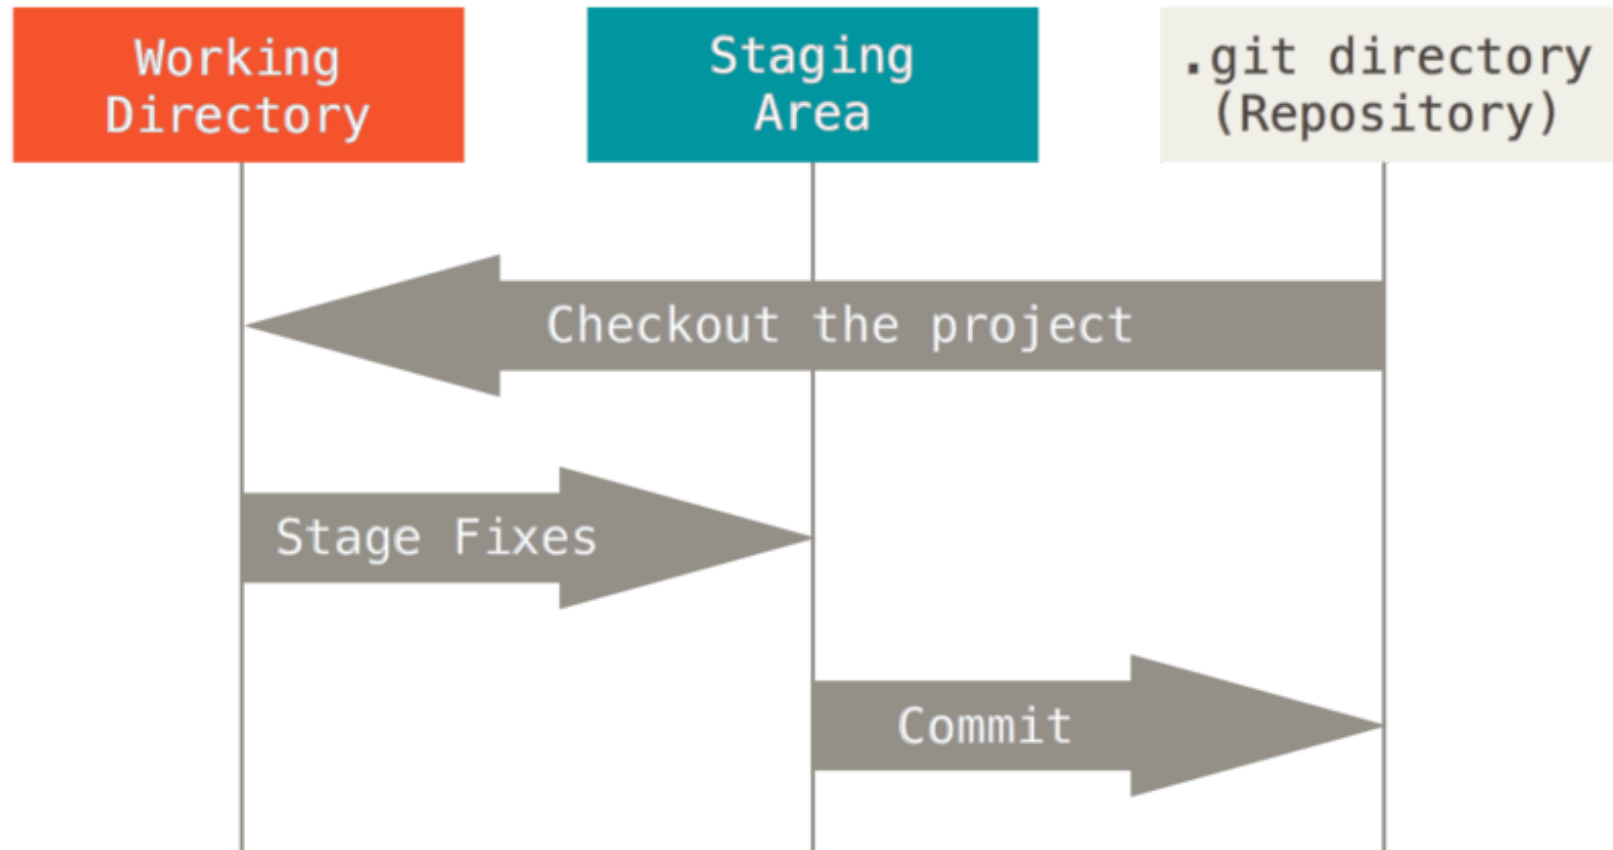 Working
Directory
Staging
Area
.git directory
(Repository)
Checkout the project
Stage Fixes
Commit